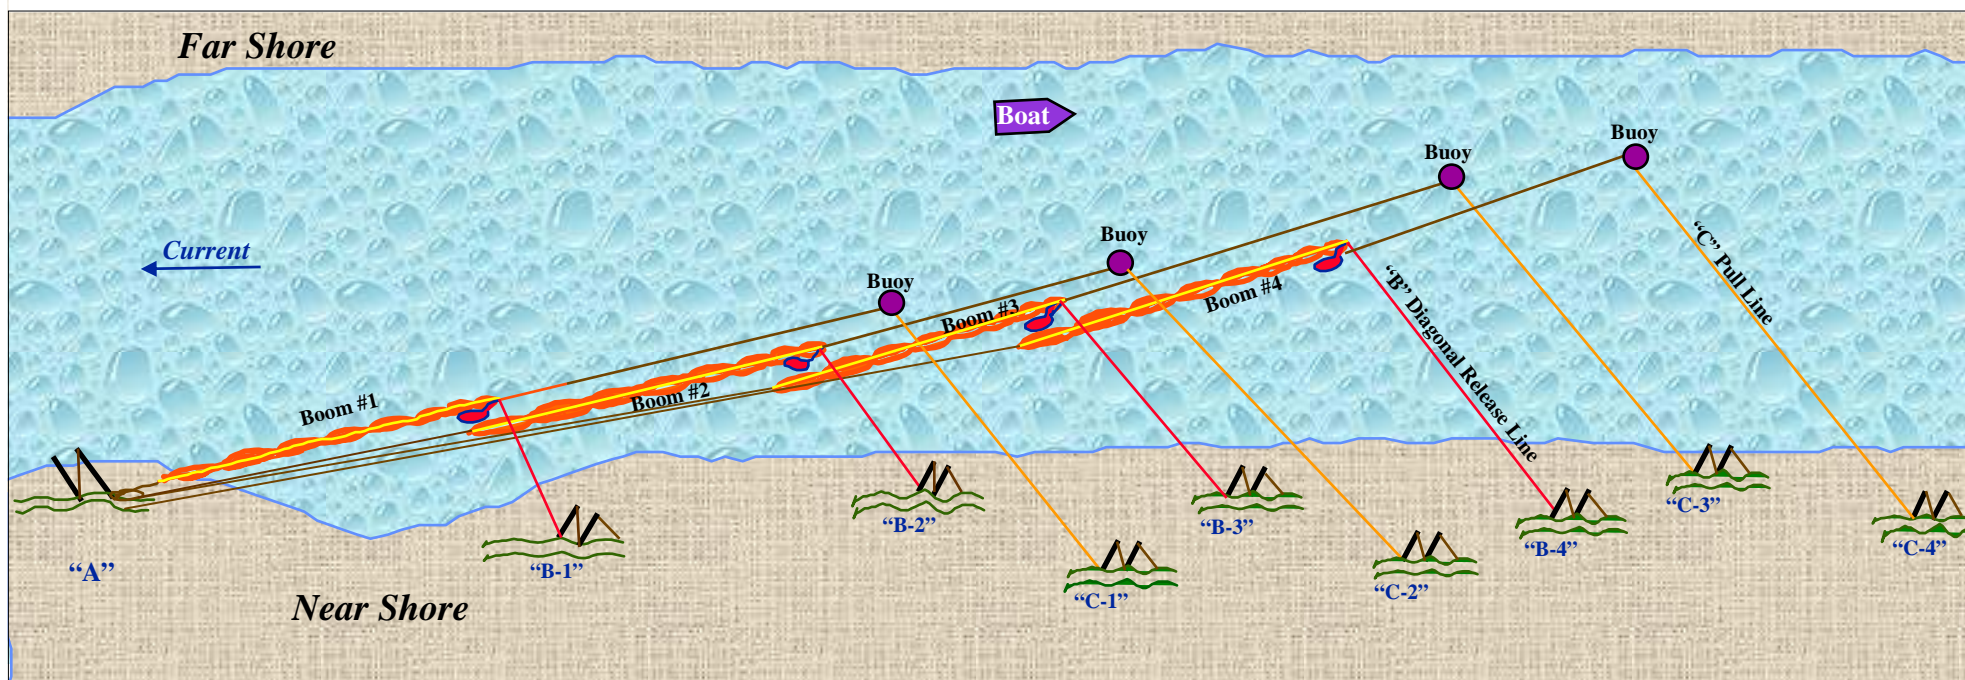 Far Shore
Boat
Buoy
Buoy
Buoy
Buoy
Current
“C” Pull Line
“B” Diagonal Release Line
Boom #4
Boom #3
Boom #2
Boom #1
“A”
“B-1”
“B-2”
“C-1”
“B-3”
“C-2”
“B-4”
“C-3”
“C-4”
Near Shore